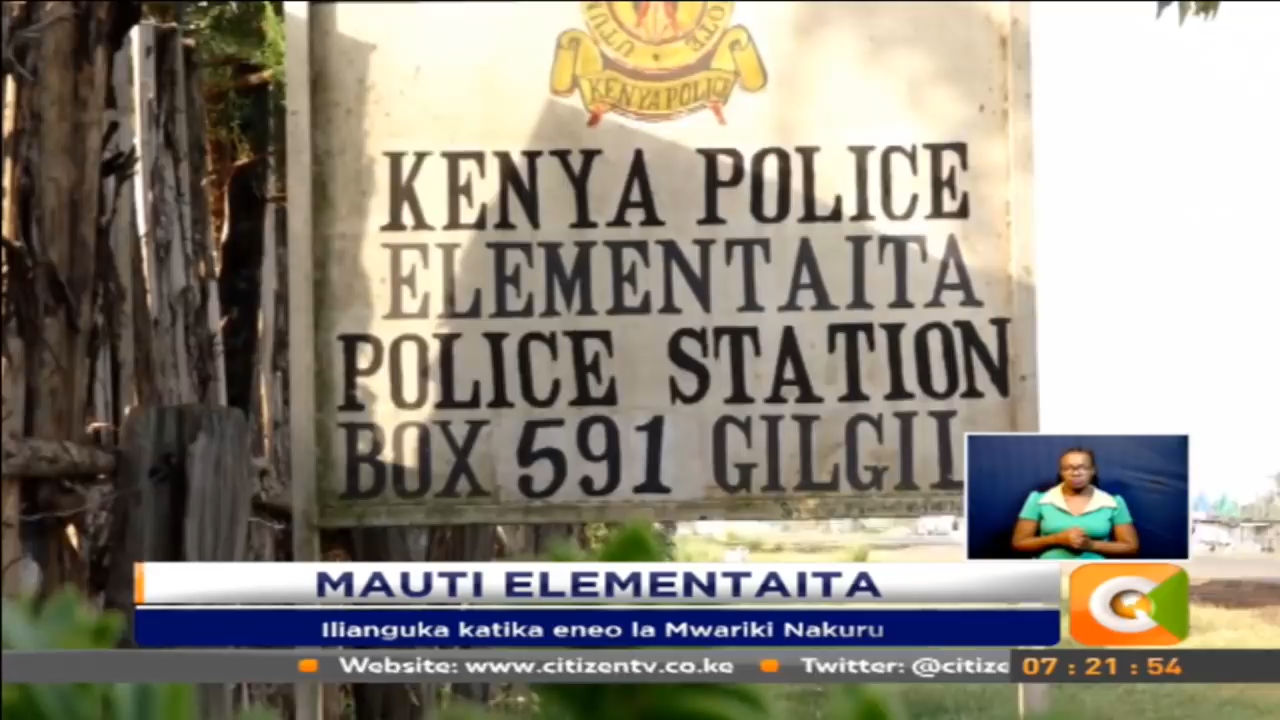 KENYA POLICE
KENYA POLICE
ELEMENTAITA
POLICE STATION
BOX 591 GILGIL
MAUTI ELEMENTAITA
Ilianguka katika eneo la Mwariki Nakuru
Website: www.citizentv.co.ke Twitter: @citize 07:21:54